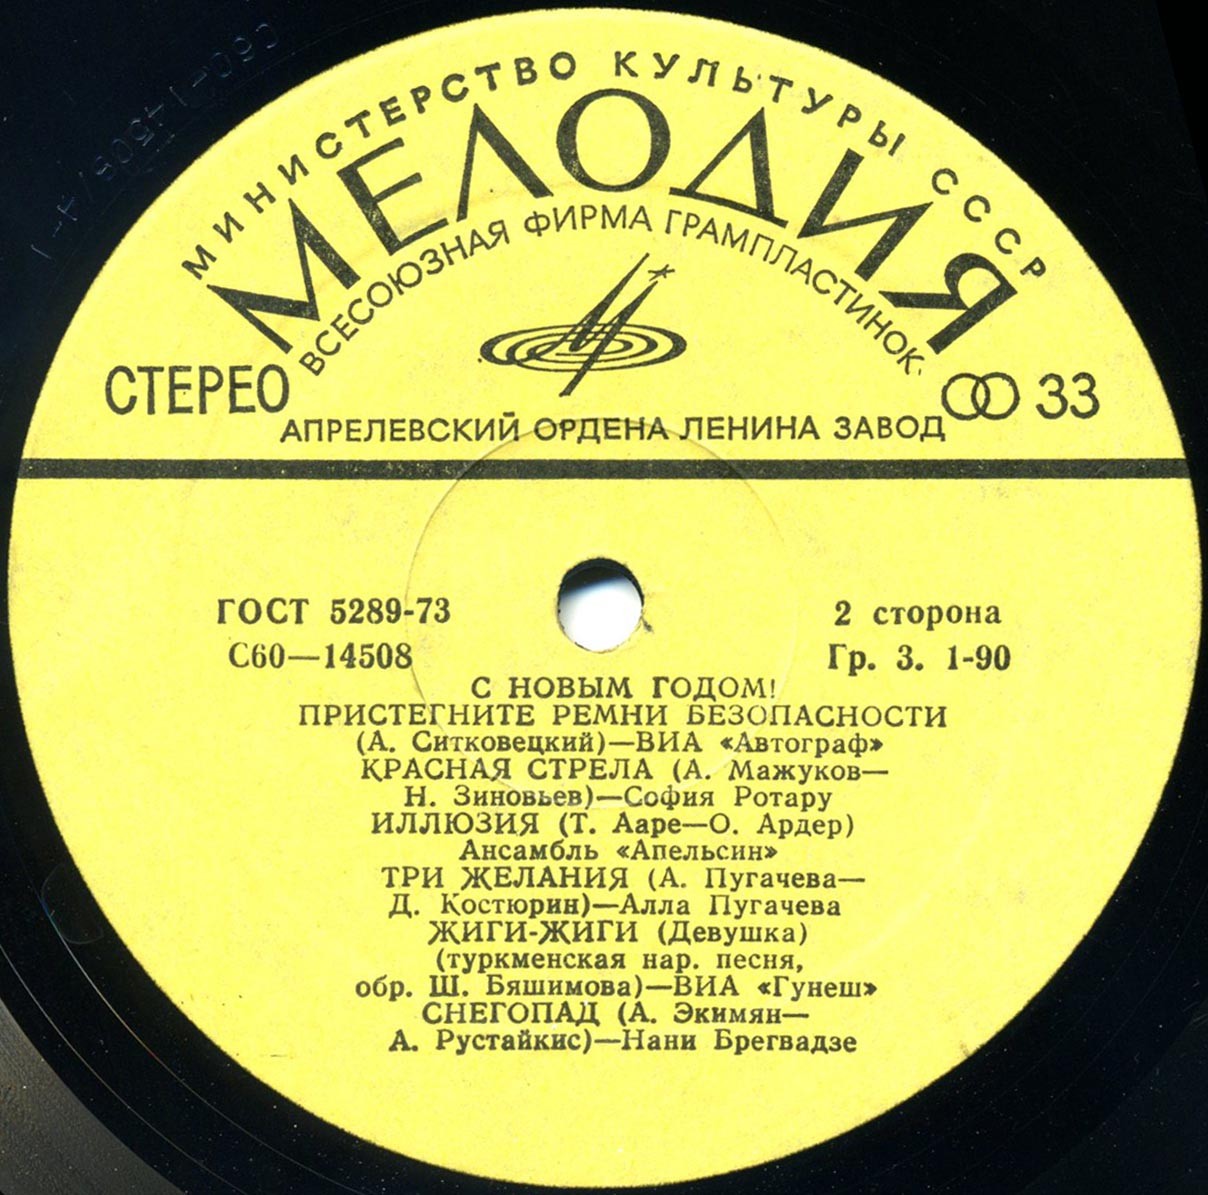 МИНИСТЕРСТВО КУЛЬТУРЫ СССР
МЕЛОДИЯ
ВСЕСОЮЗНАЯ ФИРМА ГРАМПЛАСТИНОК
СТЕРЕО
33
АПРЕЛЕВСКИЙ ОРДЕНА ЛЕНИНА ЗАВОД
ГОСТ 5289-73
2 сторона
С60—14508
Гр. 3. 1-90
С НОВЫМ ГОДОМ!
ПРИСТЕГНИТЕ РЕМНИ БЕЗОПАСНОСТИ
(А. Ситковецкий)—ВИА «Автограф»
КРАСНАЯ СТРЕЛА (А. Мажуков—
Н. Зиновьев)—София Ротару
ИЛЛЮЗИЯ (Т. Ааре—О. Ардер)
Ансамбль «Апельсин»
ТРИ ЖЕЛАНИЯ (А. Пугачева—
Д. Костюрин)—Алла Пугачева
ЖИГИ-ЖИГИ (Девушка)
(туркменская нар. песня,
обр. Ш. Бяшимова)—ВИА «Гунеш»
СНЕГОПАД (А. Экимян—
А. Рустайкис)—Нани Брегвадзе